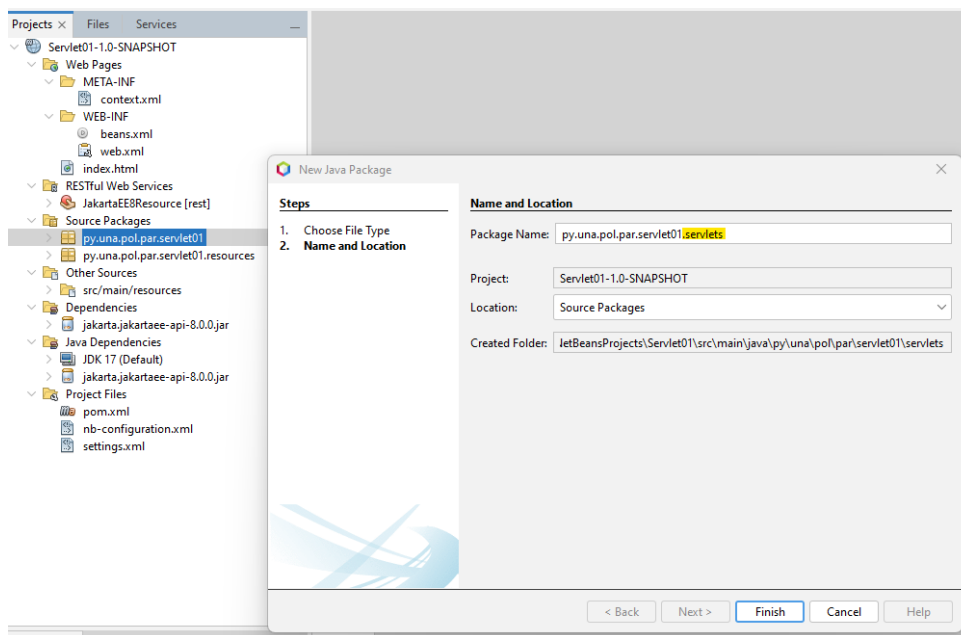 Projects
Files
Services
Servlet01-1.0-SNAPSHOT
Web Pages
META-INF
context.xml
WEB-INF
beans.xml
web.xml
index.html
RESTful Web Services
JakartaEE8Resource [rest]
Source Packages
py.una.pol.par.servlet01
py.una.pol.par.servlet01.resources
Other Sources
src/main/resources
Dependencies
jakarta.jakartaee-api-8.0.0.jar
Java Dependencies
JDK 17 (Default)
jakarta.jakartaee-api-8.0.0.jar
Project Files
pom.xml
nb-configuration.xml
settings.xml
New Java Package
Steps
1. Choose File Type
2. Name and Location
Name and Location
Package Name: py.una.pol.par.servlet01.servlets
Project: Servlet01-1.0-SNAPSHOT
Location: Source Packages
Created Folder: JetBeansProjects\Servlet01\src\main\java\py\una\pol\par\servlet01\servlets
< Back
Next >
Finish
Cancel
Help